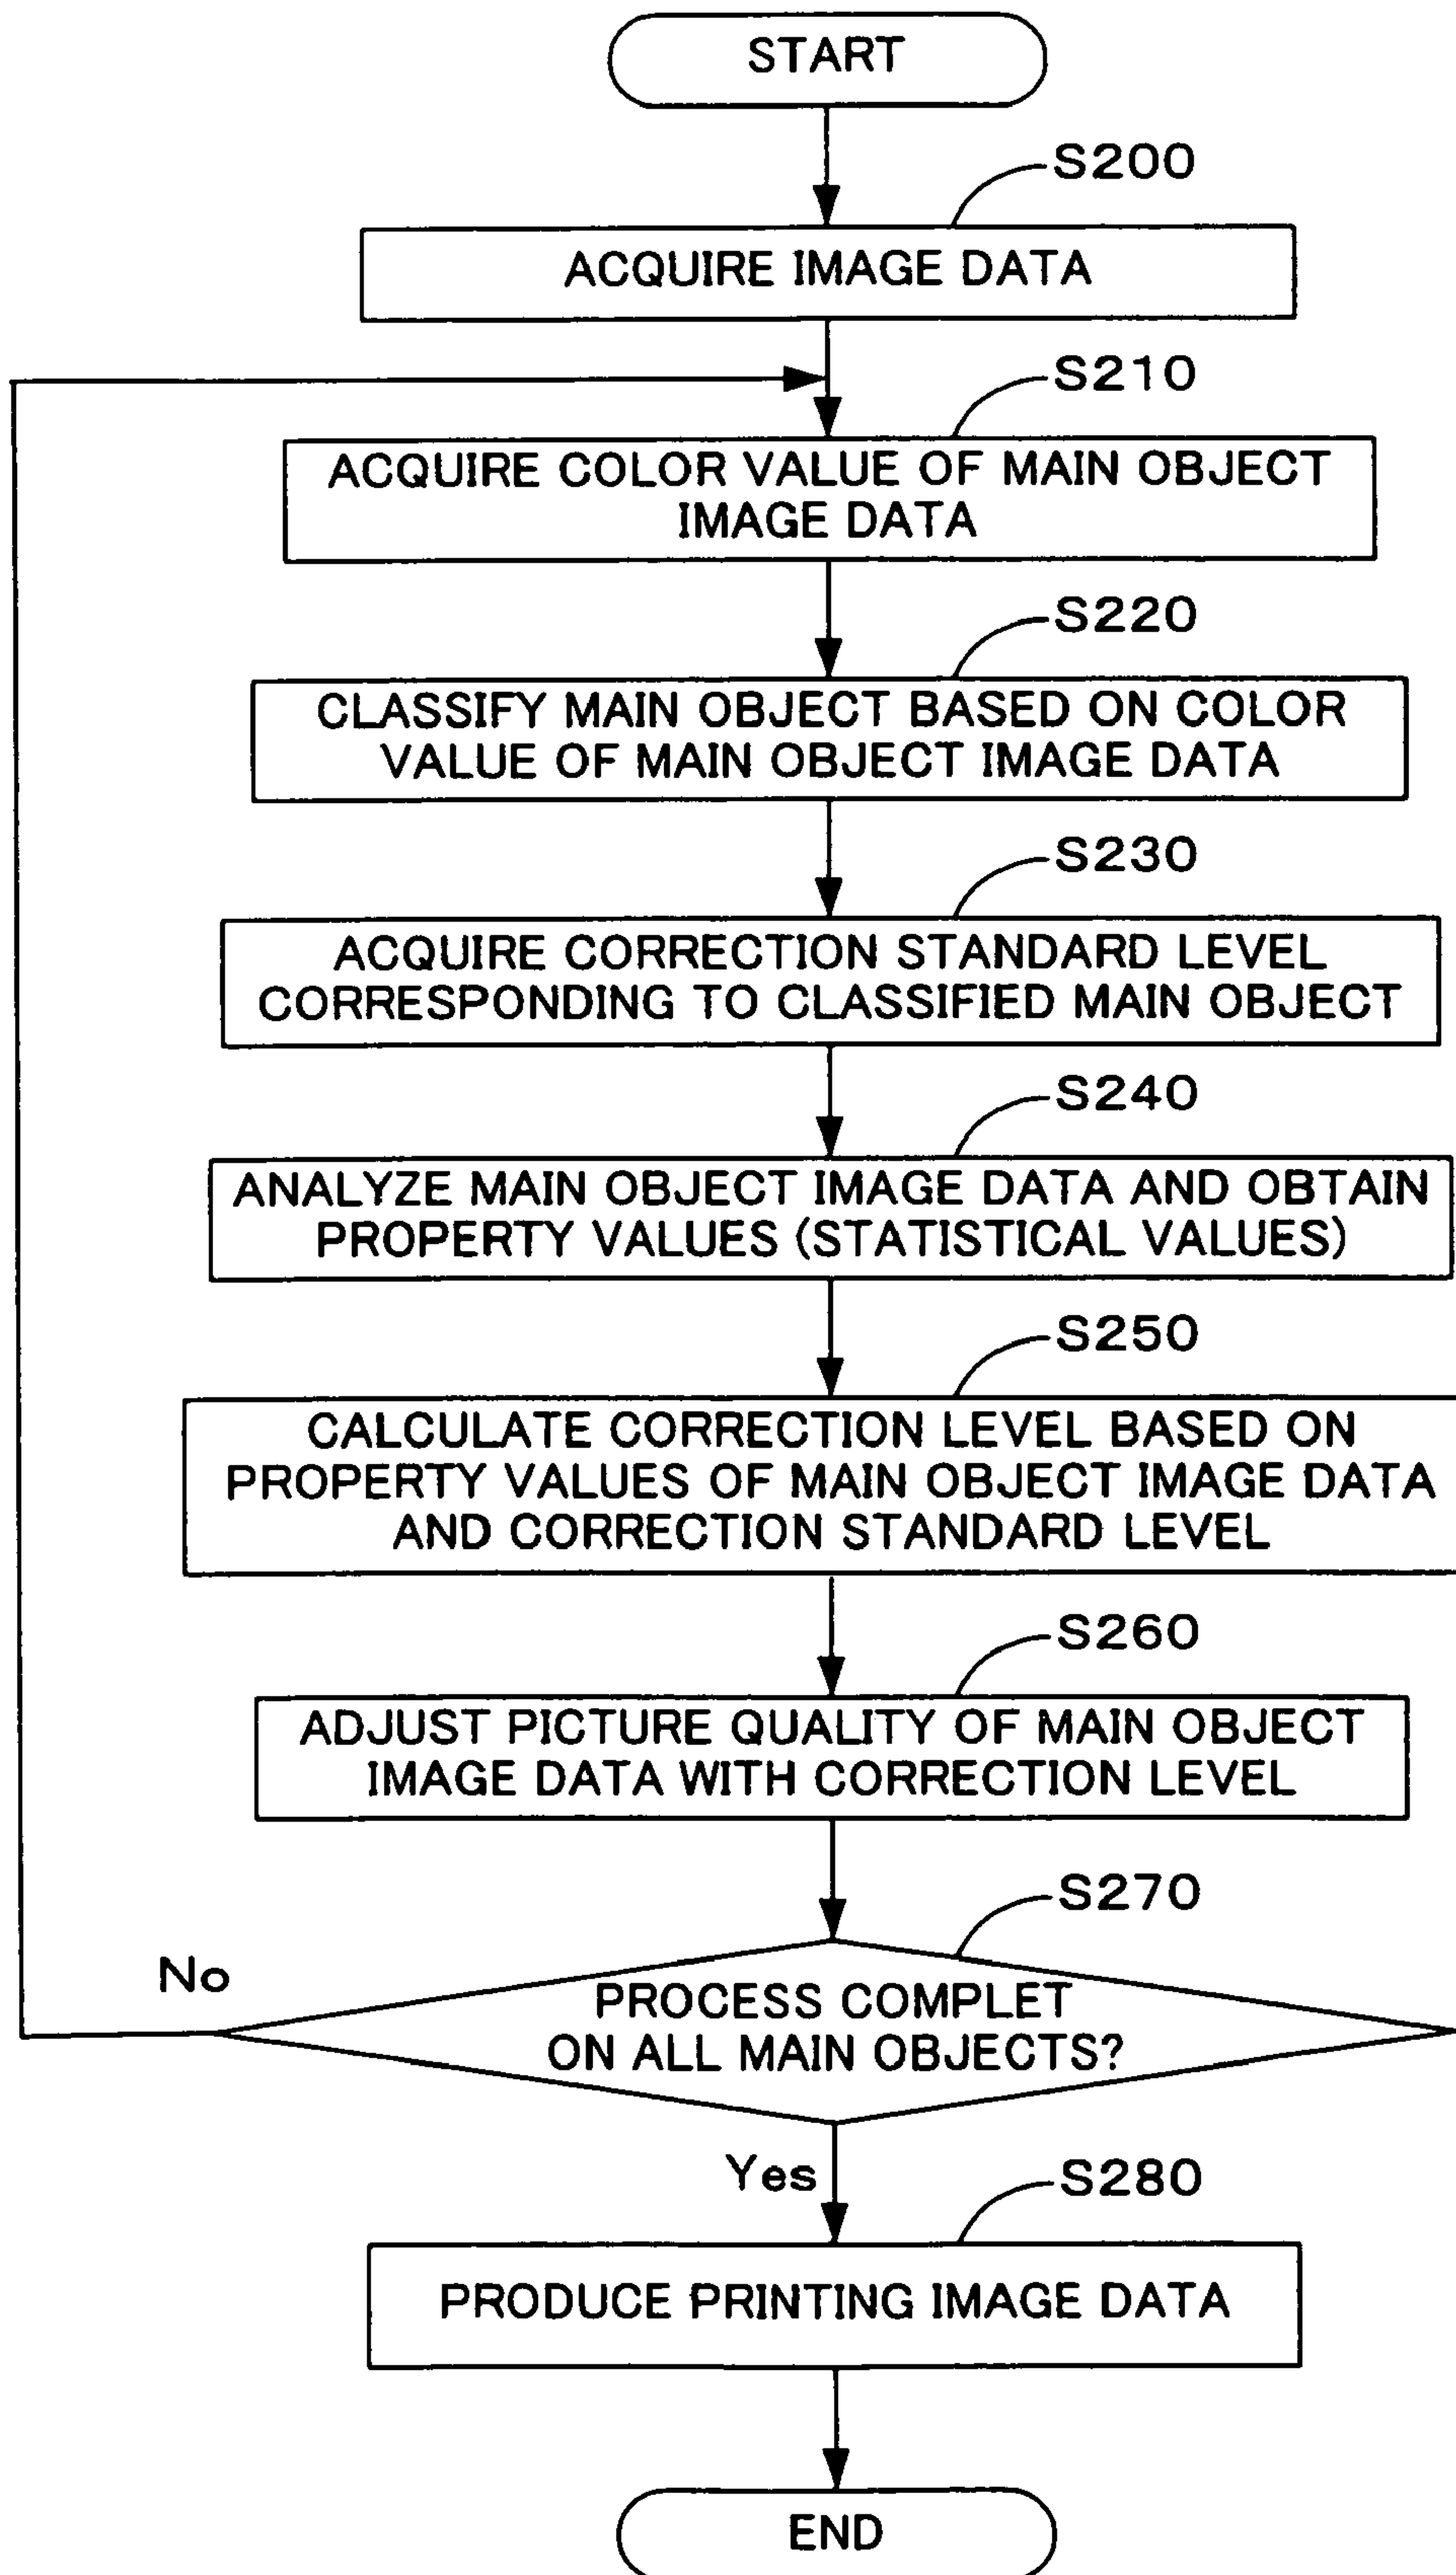 START
S200
ACQUIRE IMAGE DATA
S210
ACQUIRE COLOR VALUE OF MAIN OBJECT
IMAGE DATA
S220
CLASSIFY MAIN OBJECT BASED ON COLOR
VALUE OF MAIN OBJECT IMAGE DATA
S230
ACQUIRE CORRECTION STANDARD LEVEL
CORRESPONDING TO CLASSIFIED MAIN OBJECT
S240
ANALYZE MAIN OBJECT IMAGE DATA AND OBTAIN
PROPERTY VALUES (STATISTICAL VALUES)
S250
CALCULATE CORRECTION LEVEL BASED ON
PROPERTY VALUES OF MAIN OBJECT IMAGE DATA
AND CORRECTION STANDARD LEVEL
S260
ADJUST PICTURE QUALITY OF MAIN OBJECT
IMAGE DATA WITH CORRECTION LEVEL
S270
No
PROCESS COMPLET
ON ALL MAIN OBJECTS?
Yes
S280
PRODUCE PRINTING IMAGE DATA
END